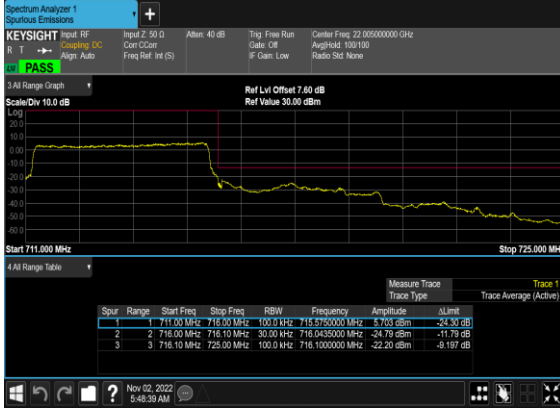 Spectrum Analyzer 1
Spurious Emissions
+
KEYSIGHT Input: RF Input Z: 50 Ω Atten: 40 dB Trig: Free Run Center Freq: 22.005000000 GHz
R T Coupling: DC Corr CCorr Gate: Off Avg|Hold: 100/100
Align: Auto Freq Ref: Int (S) IF Gain: Low Radio Std: None
PASS
3 All Range Graph
Ref Lvl Offset 7.60 dB
Scale/Div 10.0 dB Ref Value 30.00 dBm
Log
20.0
10.0
0.00
-10.0
-20.0
-30.0
-40.0
-50.0
-60.0
Start 711.000 MHz Stop 725.000 MHz
4 All Range Table
Measure Trace Trace 1
Trace Type Trace Average (Active)
Spur Range Start Freq Stop Freq RBW Frequency Amplitude ΔLimit
1 1 711.00 MHz 716.00 MHz 100.0 kHz 715.5750000 MHz 5.703 dBm -24.30 dB
2 2 716.00 MHz 716.10 MHz 30.00 kHz 716.0435000 MHz -24.79 dBm -11.79 dB
3 3 716.10 MHz 725.00 MHz 100.0 kHz 716.1000000 MHz -22.20 dBm -9.197 dB
?
Nov 02, 2022
5:48:39 AM